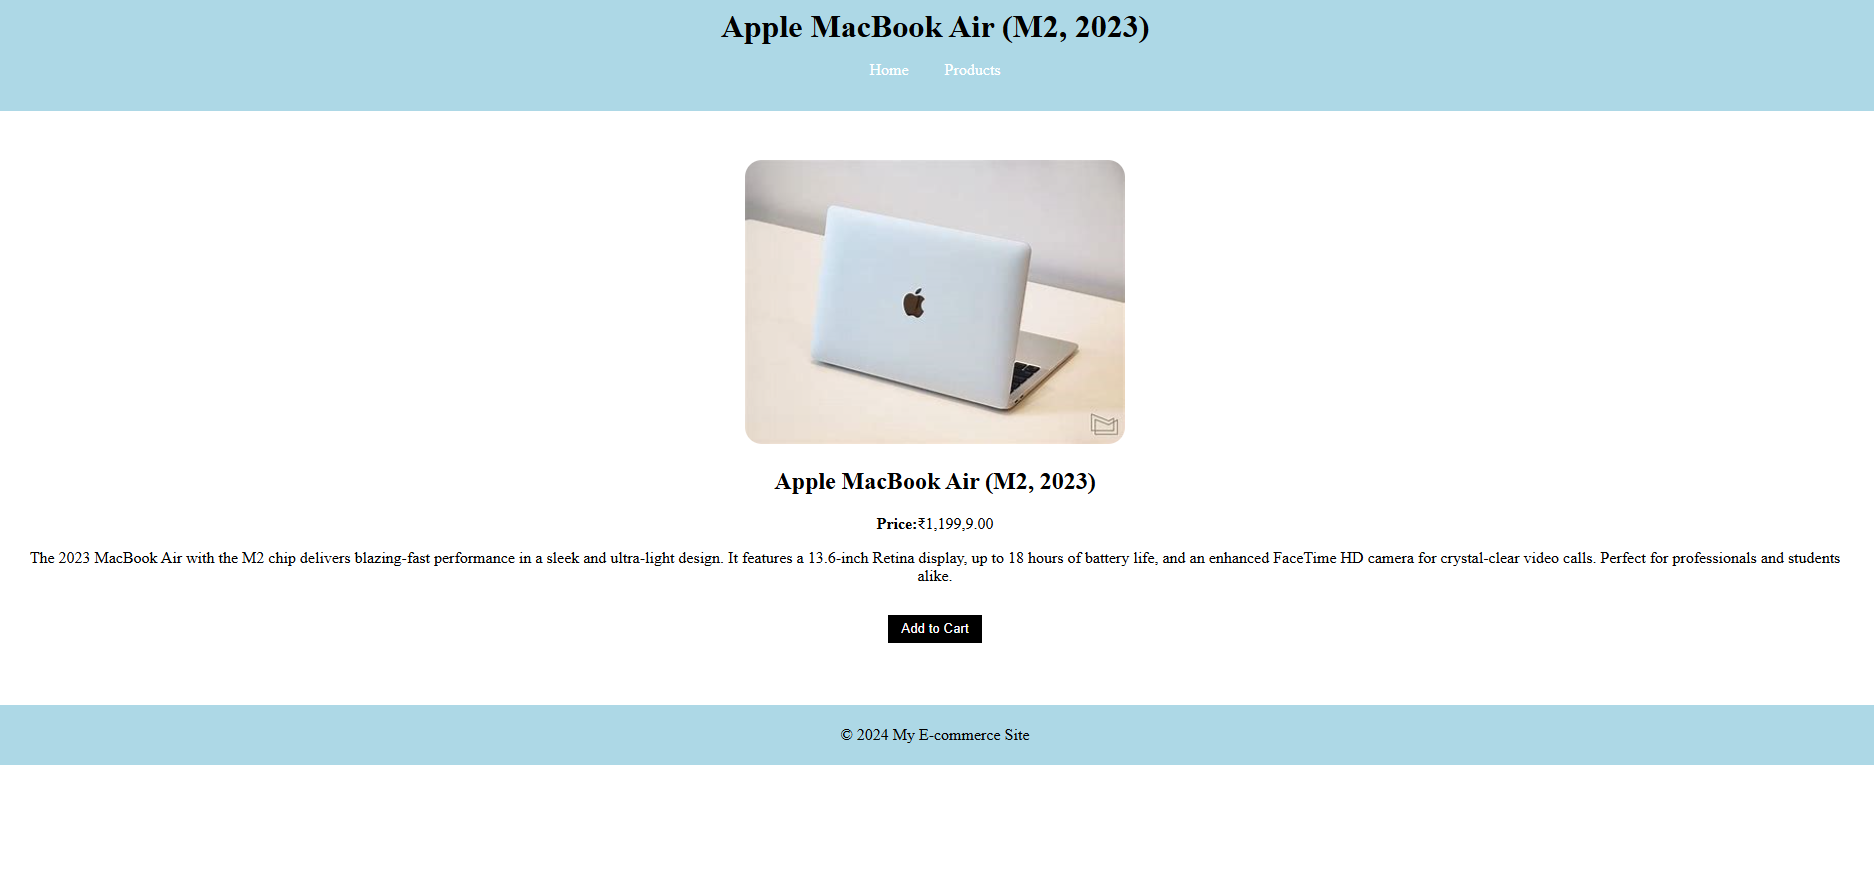 Apple MacBook Air (M2, 2023)
Home Products
Apple MacBook Air (M2, 2023)
Price:₹1,199,9.00
The 2023 MacBook Air with the M2 chip delivers blazing-fast performance in a sleek and ultra-light design. It features a 13.6-inch Retina display, up to 18 hours of battery life, and an enhanced FaceTime HD camera for crystal-clear video calls. Perfect for professionals and students
alike.
Add to Cart
© 2024 My E-commerce Site